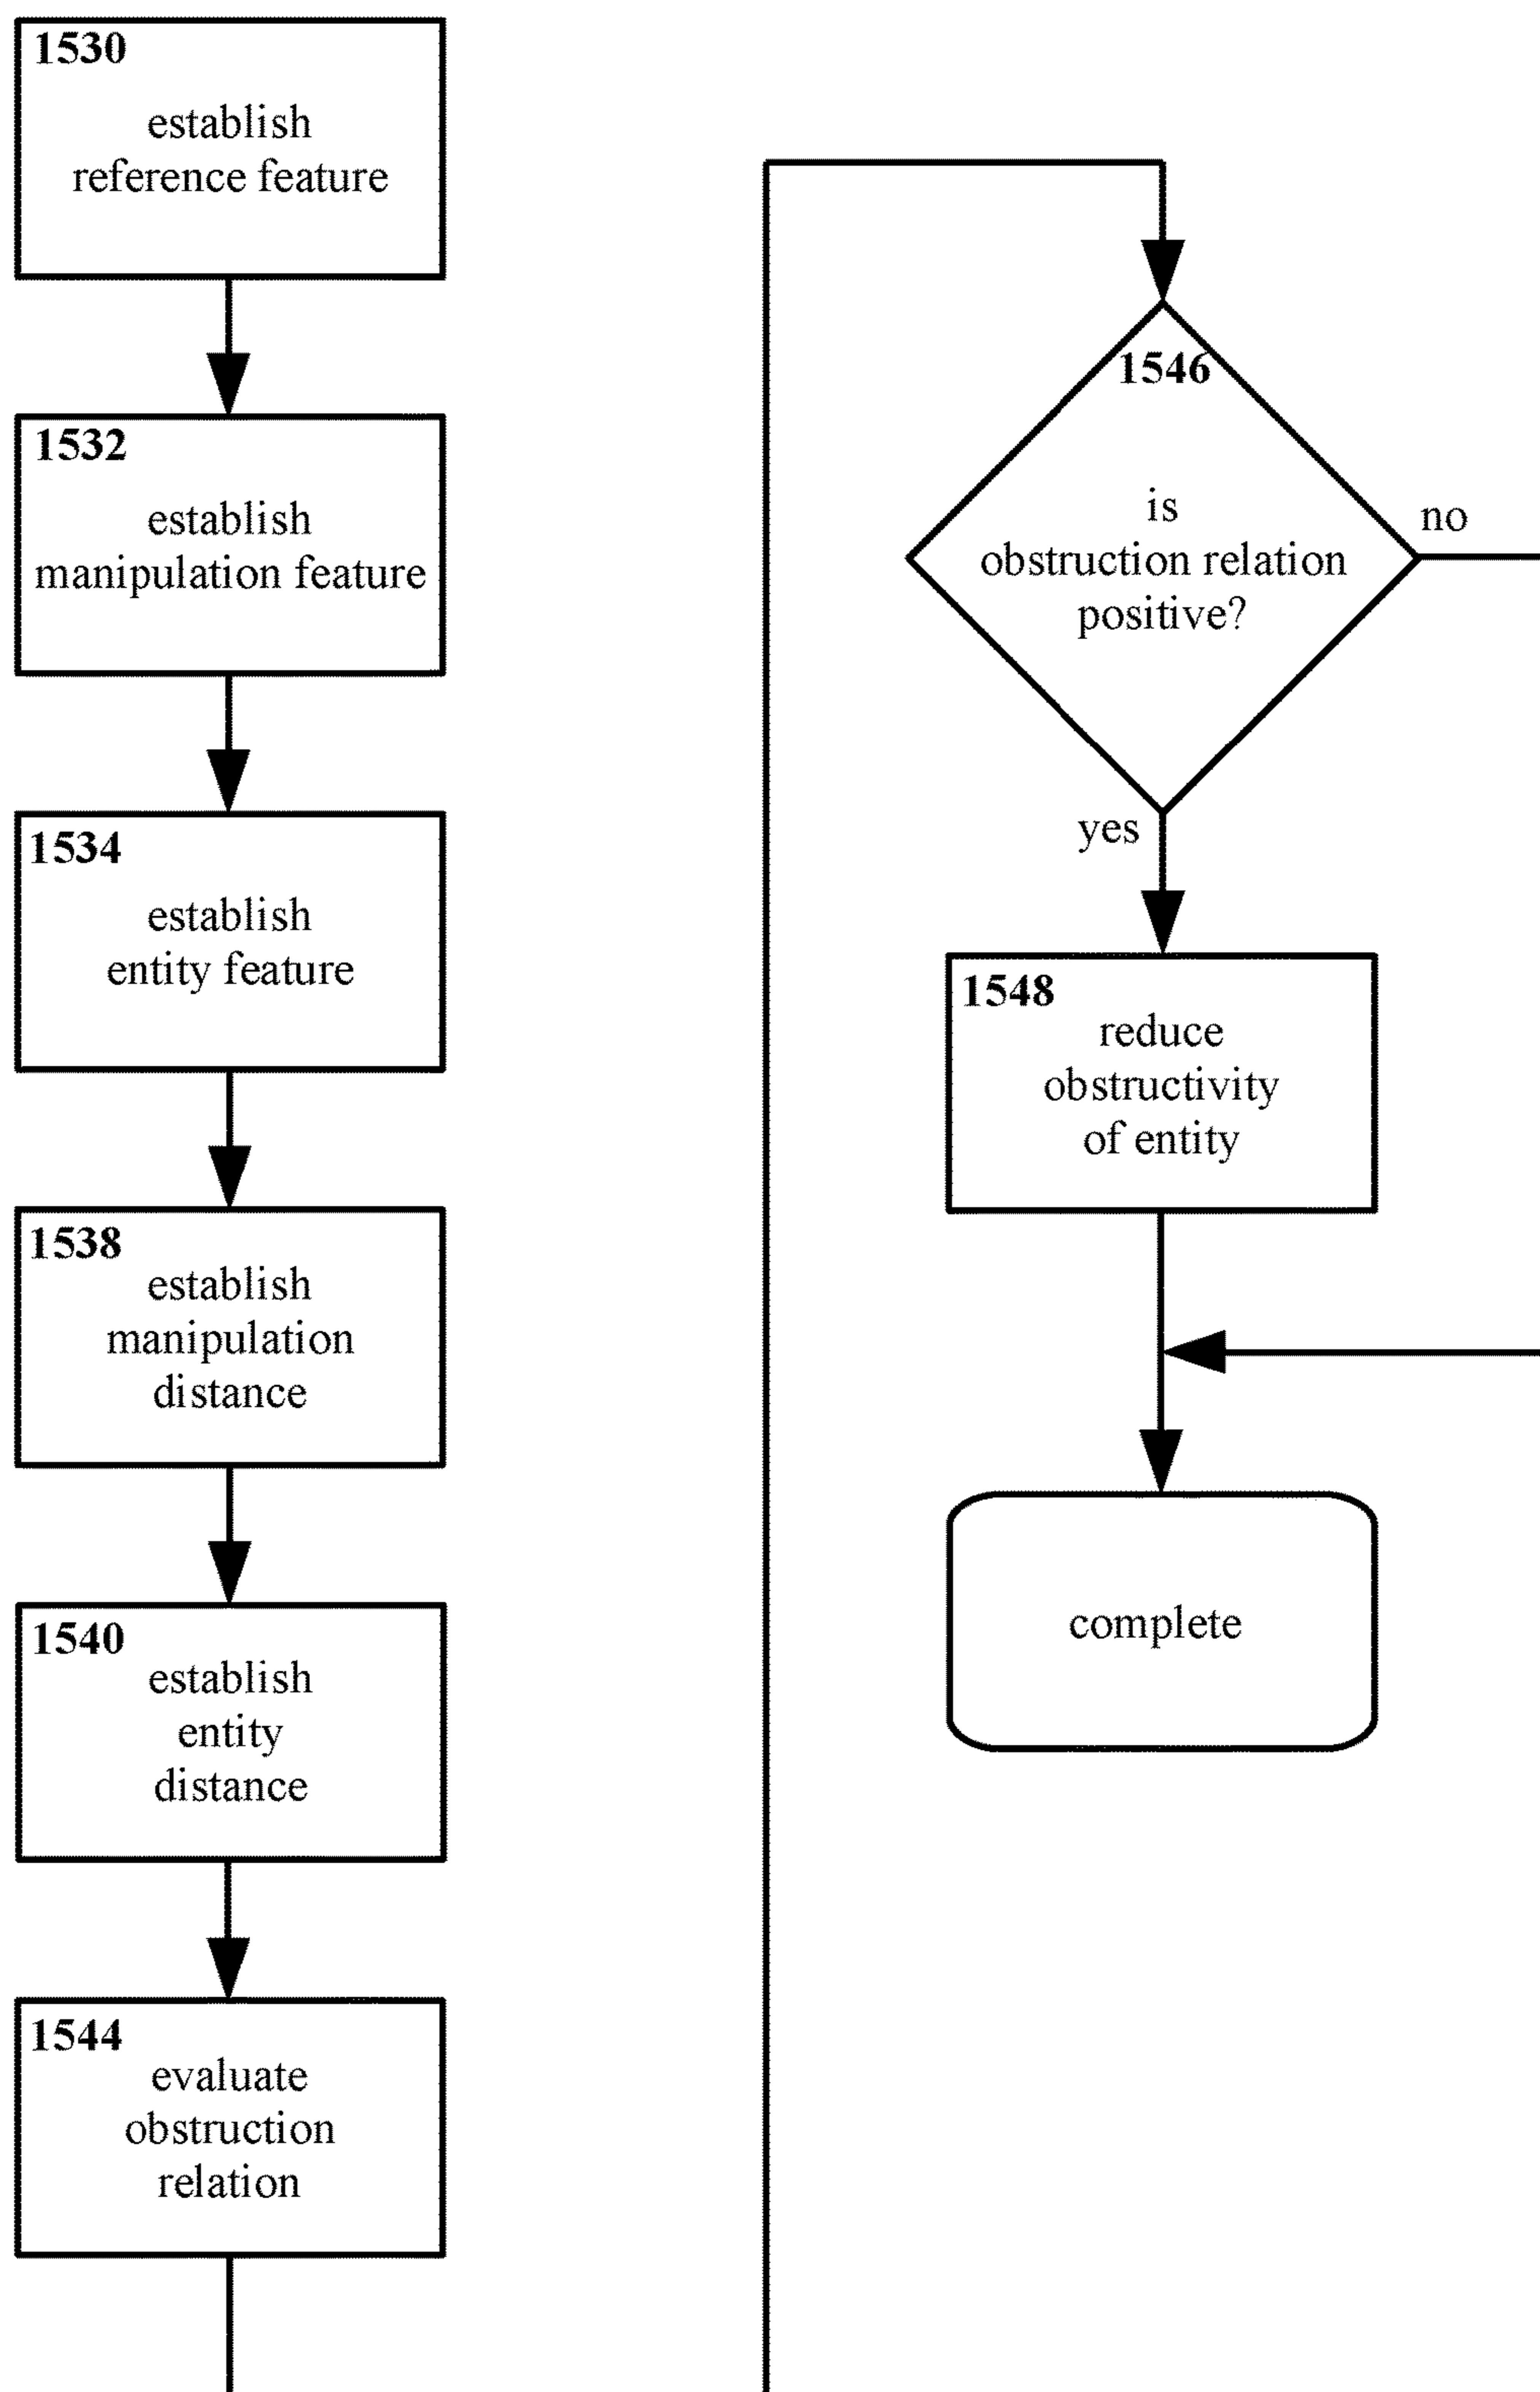 1530
establish
reference feature
1532
establish
manipulation feature
1534
establish
entity feature
1538
establish
manipulation
distance
1540
establish
entity
distance
1544
evaluate
obstruction
relation
1546
is
obstruction relation
positive?
no
yes
1548
reduce
obstructivity
of entity
complete